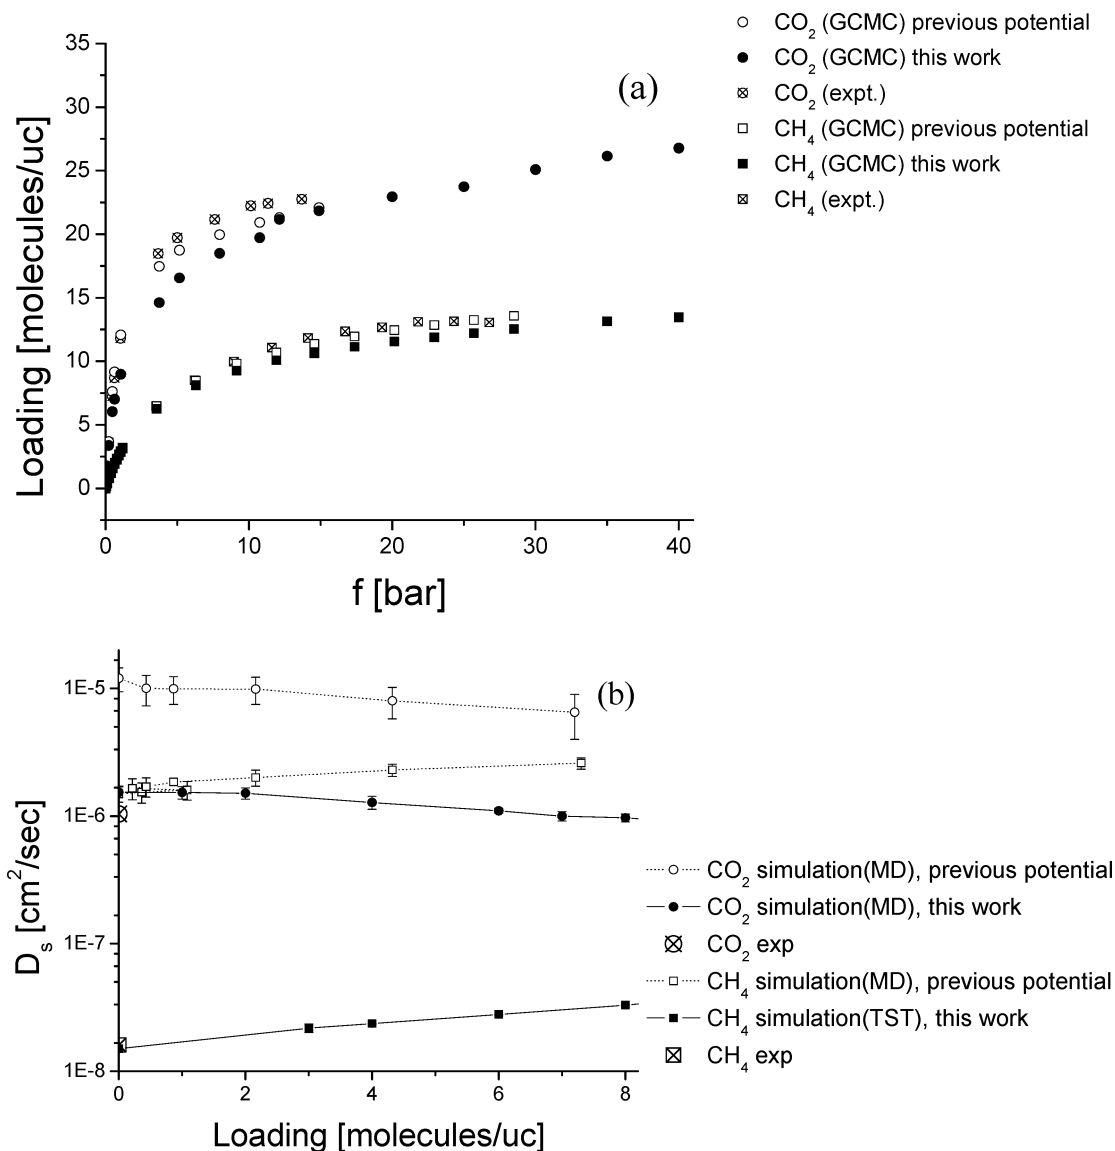 CO2 (GCMC) previous potential
CO2 (GCMC) this work
CO2 (expt.)
CH4 (GCMC) previous potential
CH4 (GCMC) this work
CH4 (expt.)
(a)
35
30
25
20
15
10
5
0
Loading [molecules/uc]
0 10 20 30 40
f [bar]
(b)
1E-5
1E-6
1E-7
1E-8
Ds [cm2/sec]
CO2 simulation(MD), previous potential
CO2 simulation(MD), this work
CO2 exp
CH4 simulation(MD), previous potential
CH4 simulation(TST), this work
CH4 exp
0 2 4 6 8
Loading [molecules/uc]